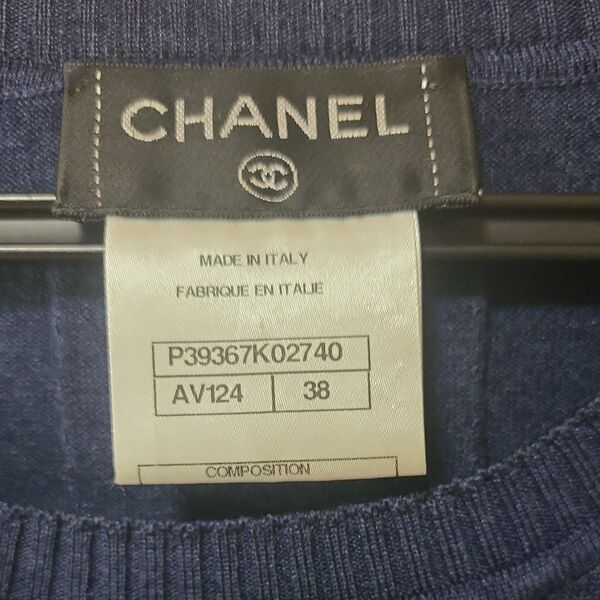 CHANEL
MADE IN ITALY
FABRIQUE EN ITALIE
P39367K02740
AV124 38
COMPOSITION